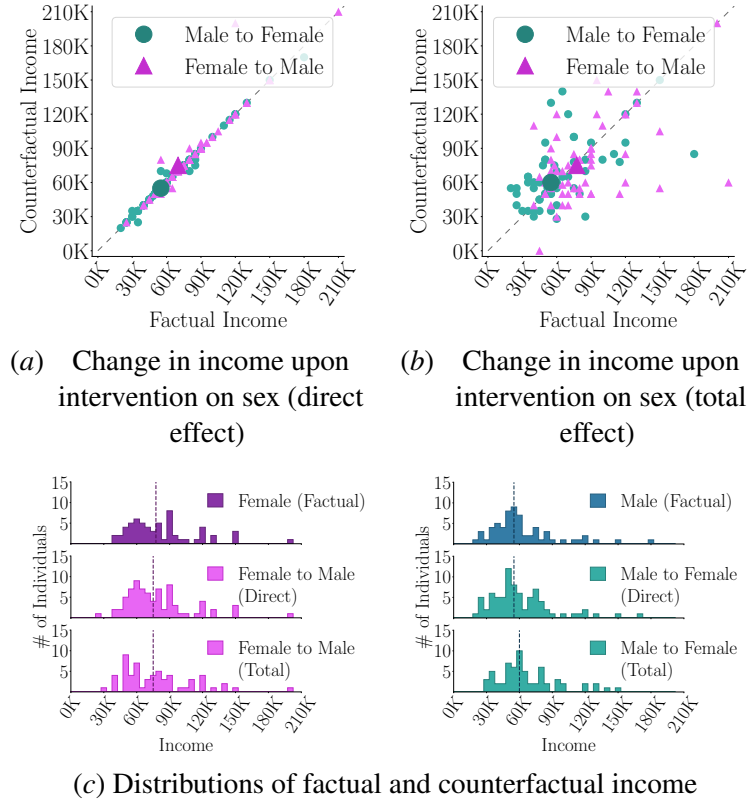 210K
180K
150K
120K
90K
60K
30K
0K
Counterfactual Income
Male to Female
Female to Male
0K 30K 60K 90K 120K 150K 180K 210K
Factual Income
(a) Change in income upon
intervention on sex (direct
effect)
210K
180K
150K
120K
90K
60K
30K
0K
Counterfactual Income
Male to Female
Female to Male
0K 30K 60K 90K 120K 150K 180K 210K
Factual Income
(b) Change in income upon
intervention on sex (total
effect)
# of Individuals
15
10
5
Female (Factual)
15
10
5
Female to Male
(Direct)
15
10
5
Female to Male
(Total)
0K 30K 60K 90K 120K 150K 180K 210K
Income
# of Individuals
15
10
5
Male (Factual)
15
10
5
Male to Female
(Direct)
15
10
5
Male to Female
(Total)
0K 30K 60K 90K 120K 150K 180K 210K
Income
(c) Distributions of factual and counterfactual income